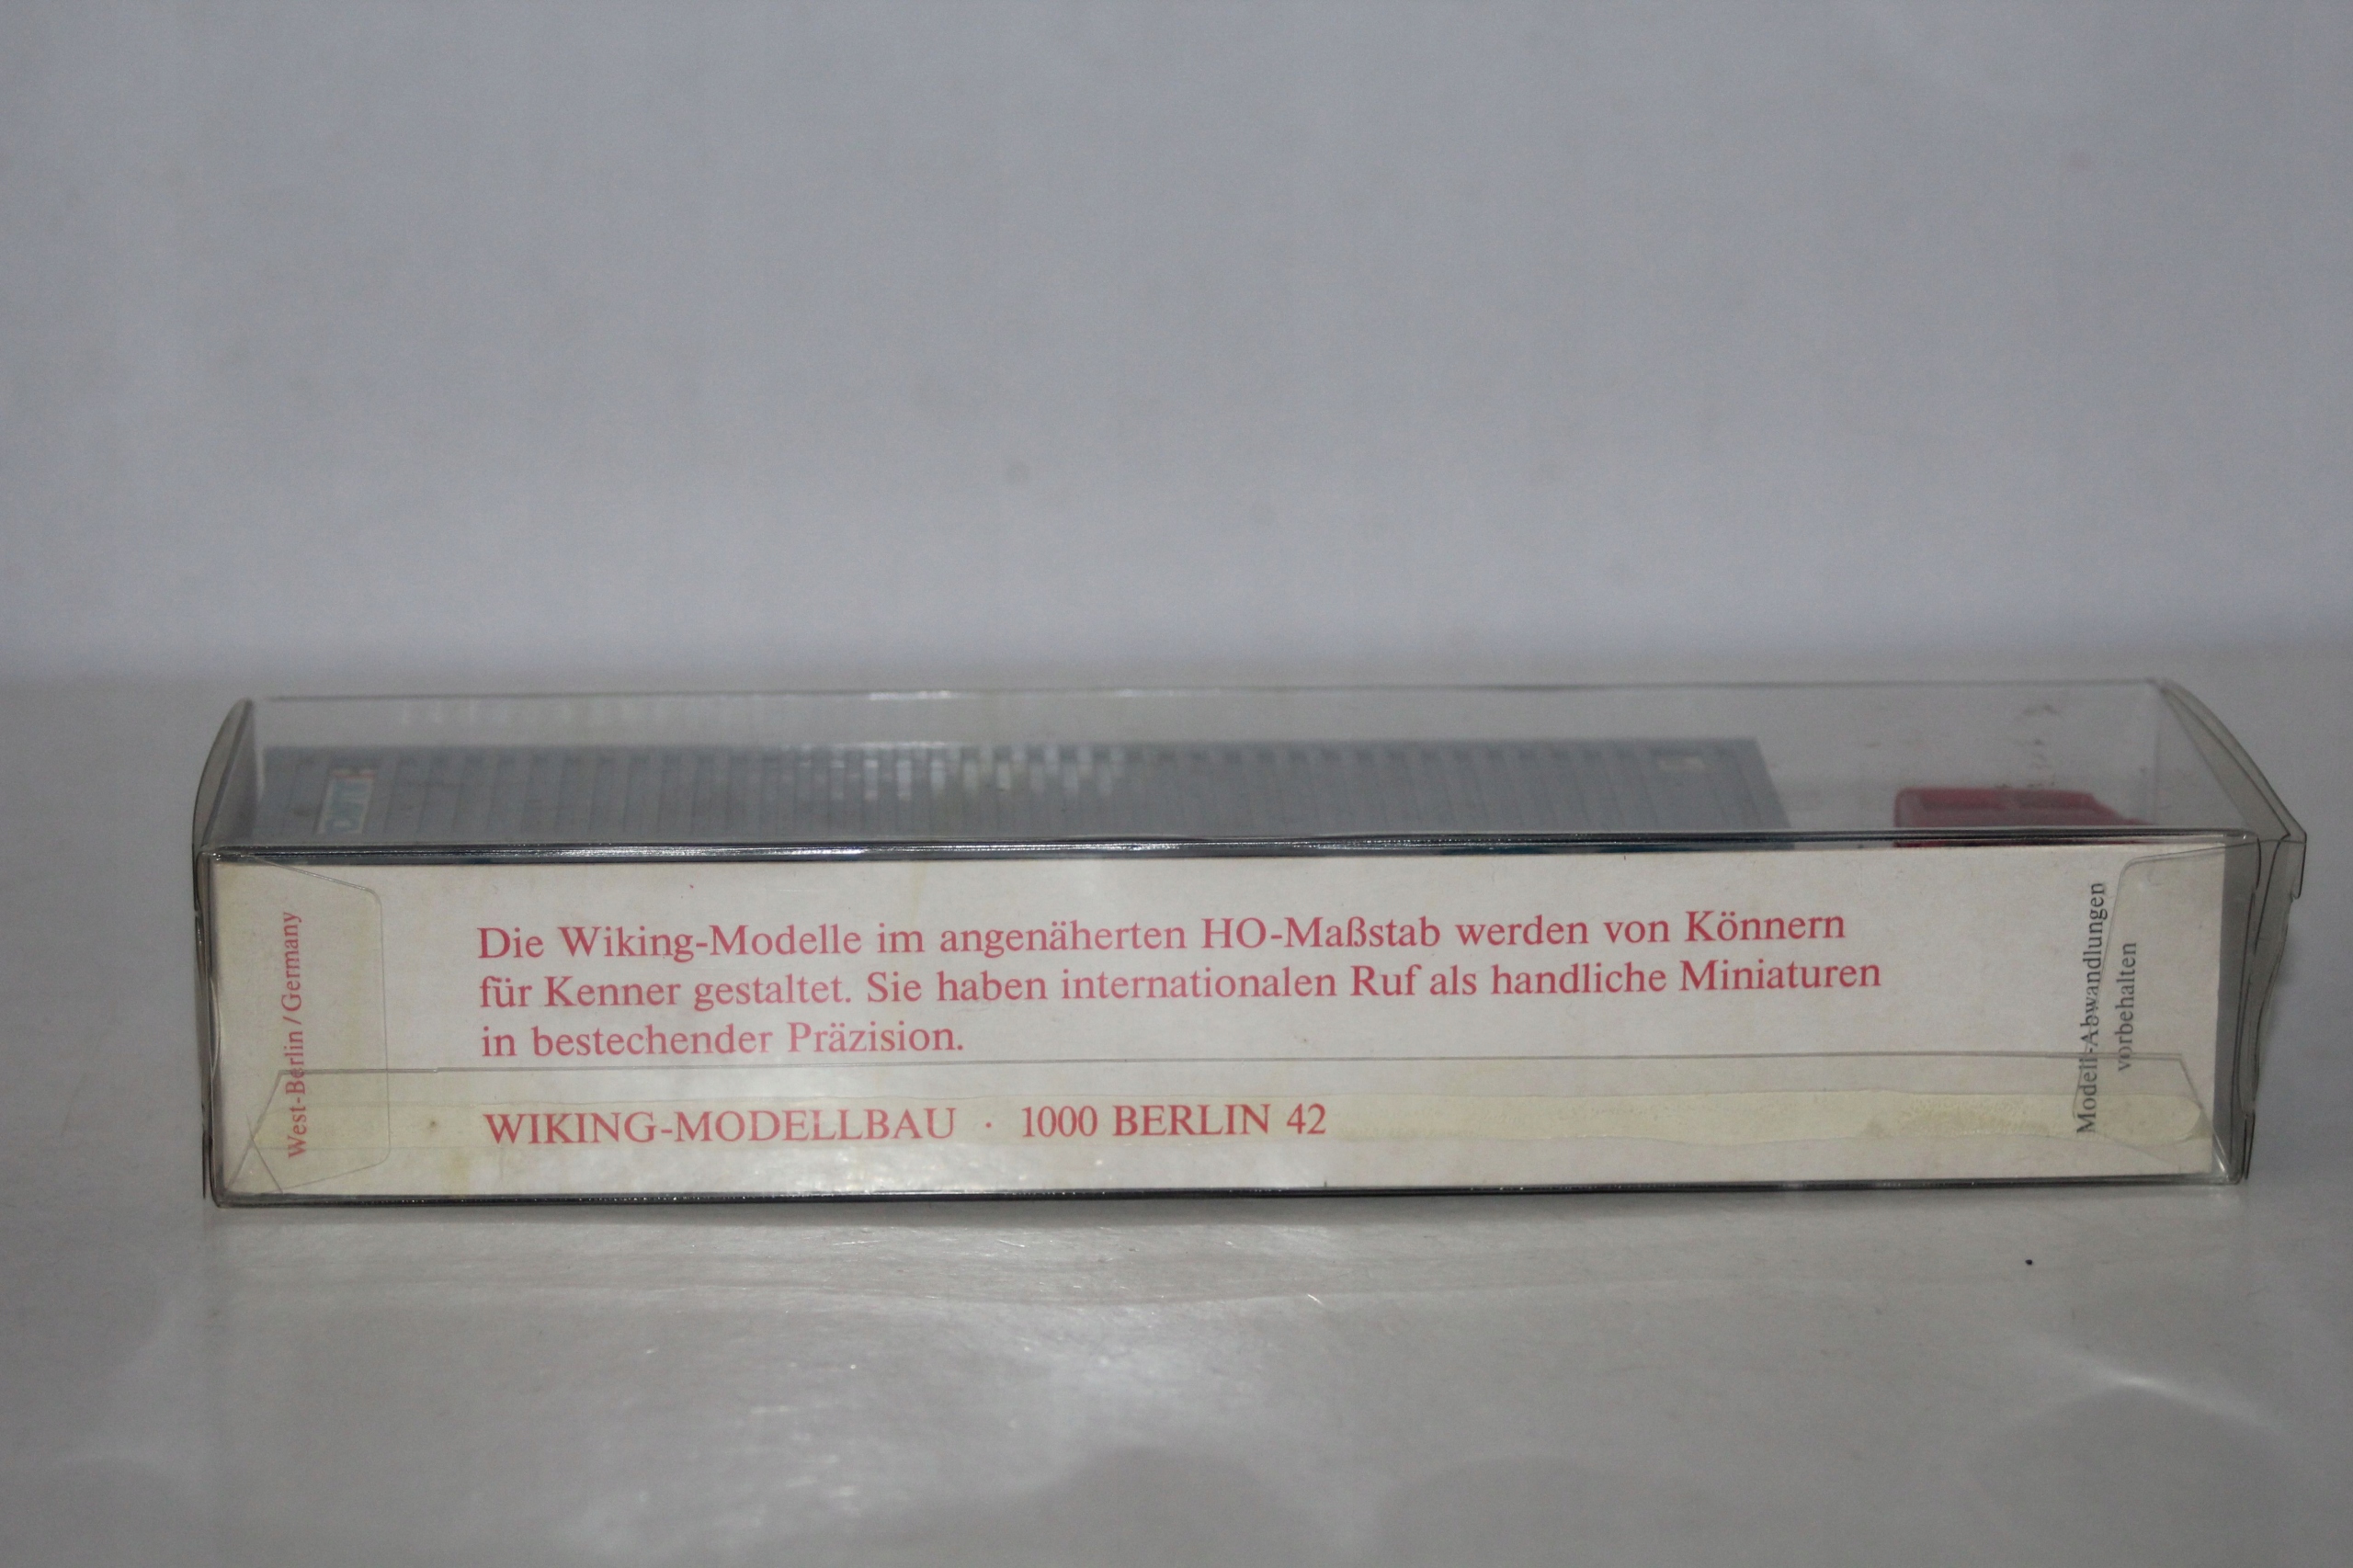 West-Berlin/Germany
Die Wiking-Modelle im angenäherten HO-Maßstab werden von Könnern
für Kenner gestaltet. Sie haben internationalen Ruf als handliche Miniaturen
in bestechender Präzision.
WIKING-MODELLBAU · 1000 BERLIN 42
Modell-Abwandlungen
vorbehalten